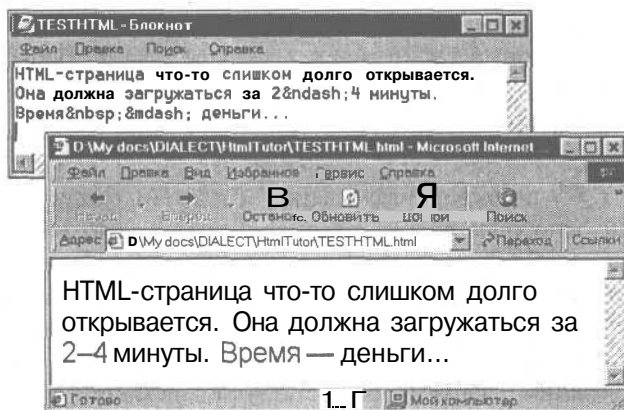 TESTHTML - Блокнот
Файл Правка Поиск Справка
HTML-страница что-то слишком долго открывается.
Она должна загружаться за 2&ndash;4 минуты.
Время&nbsp;&mdash; деньги...
D:\My docs\DIALECT\HtmlTutor\TESTHTML.html - Microsoft Internet
Файл Правка Вид Избранное Сервис Справка
В Я
Назад Вперед Обновить Поиск
Адрес D\My docs\DIALECT\HtmlTutor\TESTHTML.html Переход Ссылки
HTML-страница что-то слишком долго
открывается. Она должна загружаться за
2–4 минуты. Время — деньги...
Готово Мой компьютер